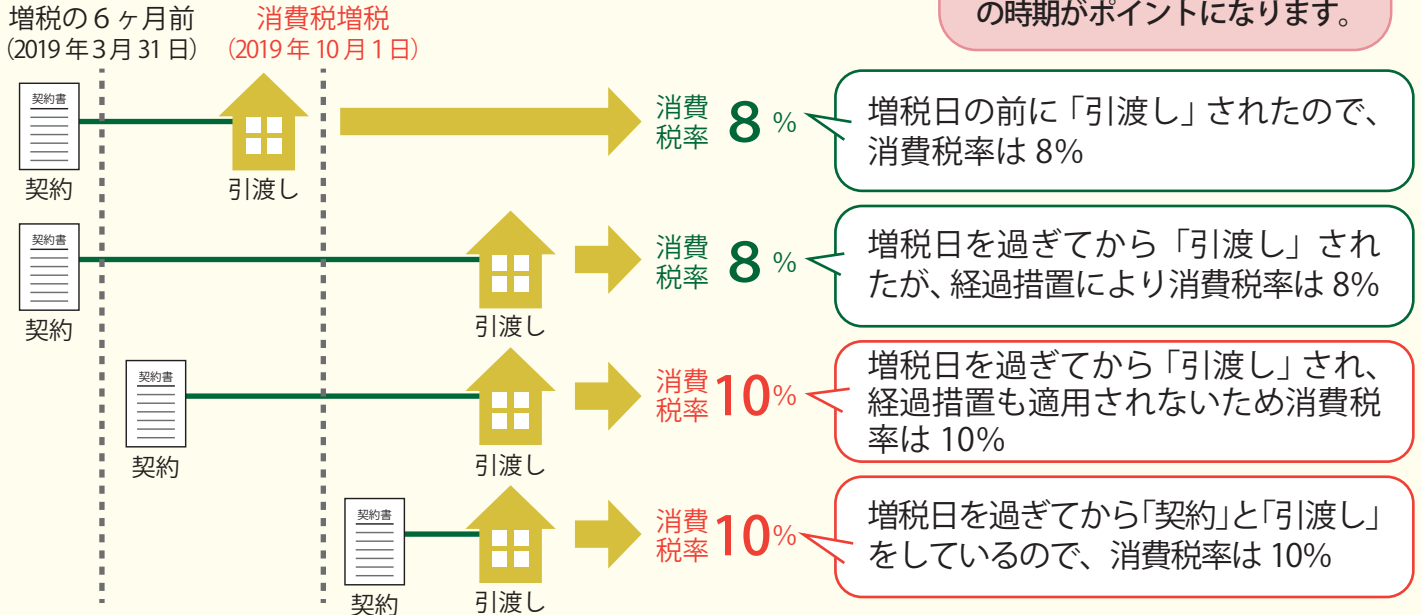 の時期がポイントになります。
増税の6ヶ月前
(2019年3月31日)
消費税増税
(2019年10月1日)
契約書
契約
引渡し
消費
税率 8 %
増税日の前に「引渡し」されたので、
消費税率は 8%
契約書
契約
引渡し
消費
税率 8 %
増税日を過ぎてから「引渡し」され
たが、経過措置により消費税率は 8%
契約書
契約
引渡し
消費
税率 10%
増税日を過ぎてから「引渡し」され、
経過措置も適用されないため消費税
率は 10%
契約書
契約
引渡し
消費
税率 10%
増税日を過ぎてから「契約」と「引渡し」
をしているので、消費税率は 10%